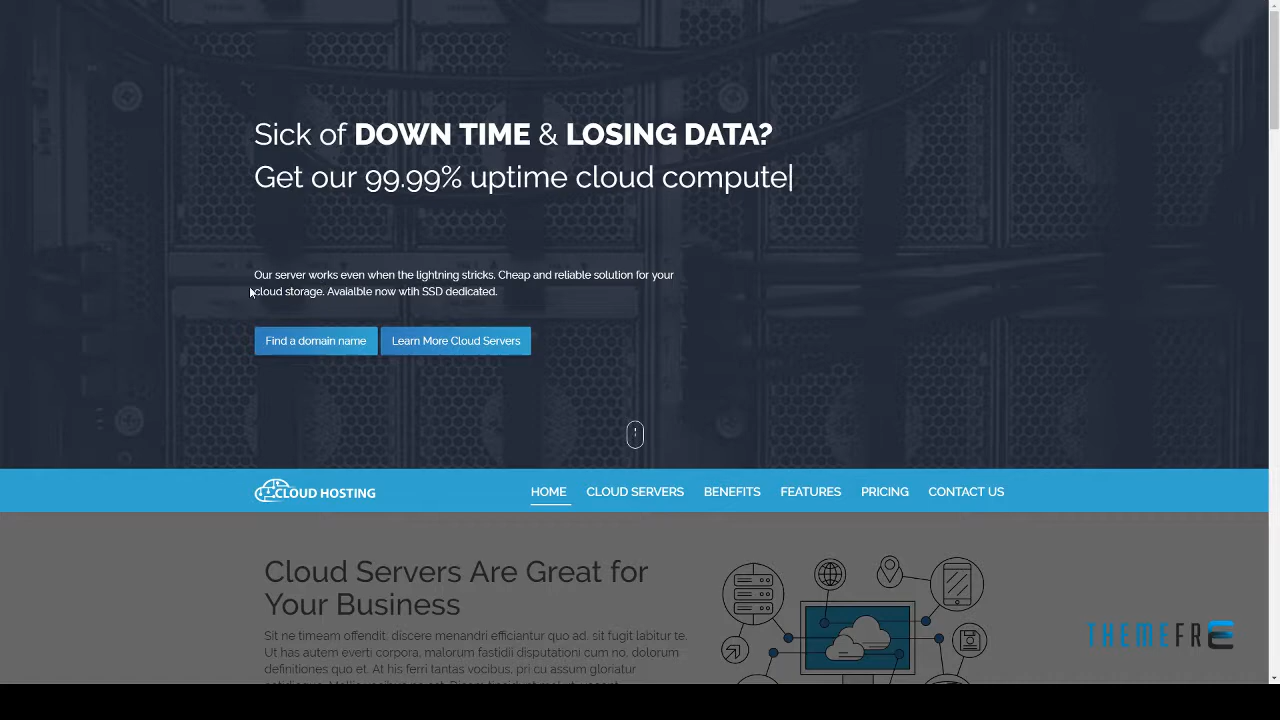 Sick of DOWN TIME & LOSING DATA?
Get our 99.99% uptime cloud compute|
Our server works even when the lightning stricks. Cheap and reliable solution for your
cloud storage. Avaialble now wtih SSD dedicated.
Find a domain name
Learn More Cloud Servers
CLOUD HOSTING
HOME
CLOUD SERVERS
BENEFITS
FEATURES
PRICING
CONTACT US
Cloud Servers Are Great for
Your Business
Sit ne timeam offendit; discere menandri efficiantur quo ad, sit fugit labitur te.
Ut has autem everti corpora, malorum fastidii disputationi cum no, dolorum
definitiones quo et. At his ferri tantas vocibus, pri cu assum gloriatur
THEMEFRE